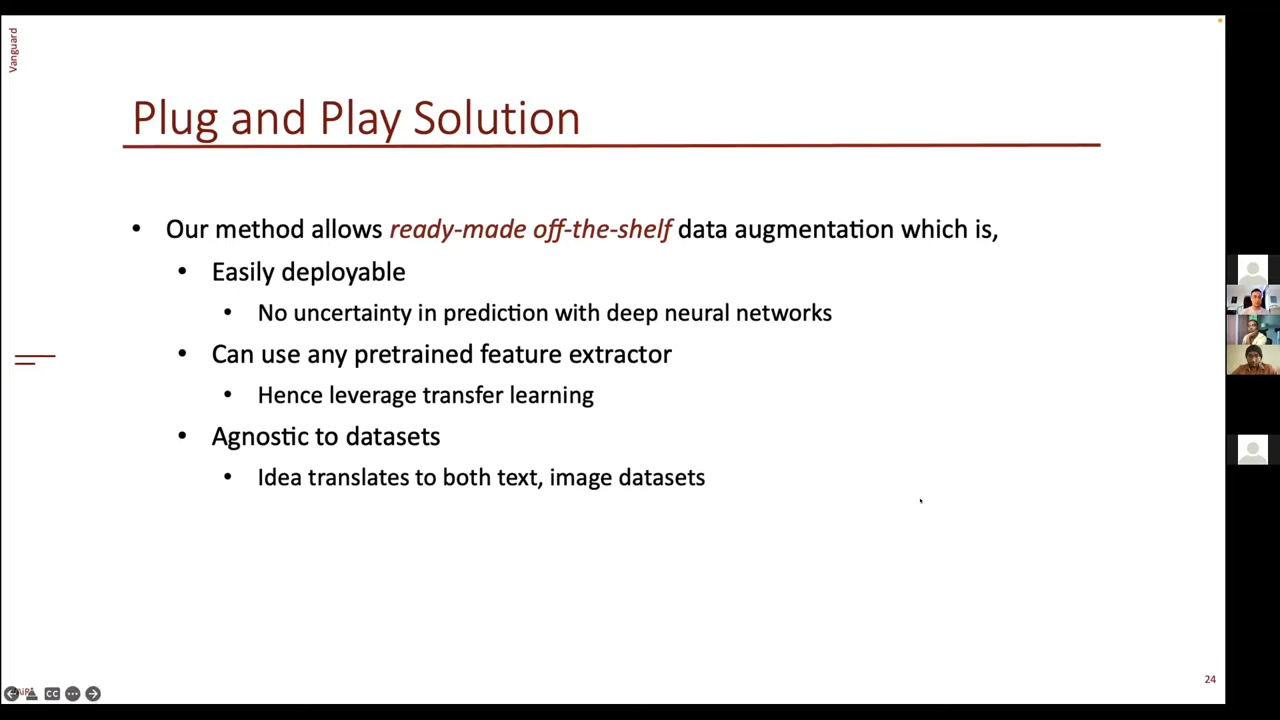 Vanguard
Plug and Play Solution
• Our method allows ready-made off-the-shelf data augmentation which is,
• Easily deployable
• No uncertainty in prediction with deep neural networks
• Can use any pretrained feature extractor
• Hence leverage transfer learning
• Agnostic to datasets
• Idea translates to both text, image datasets
CC
24